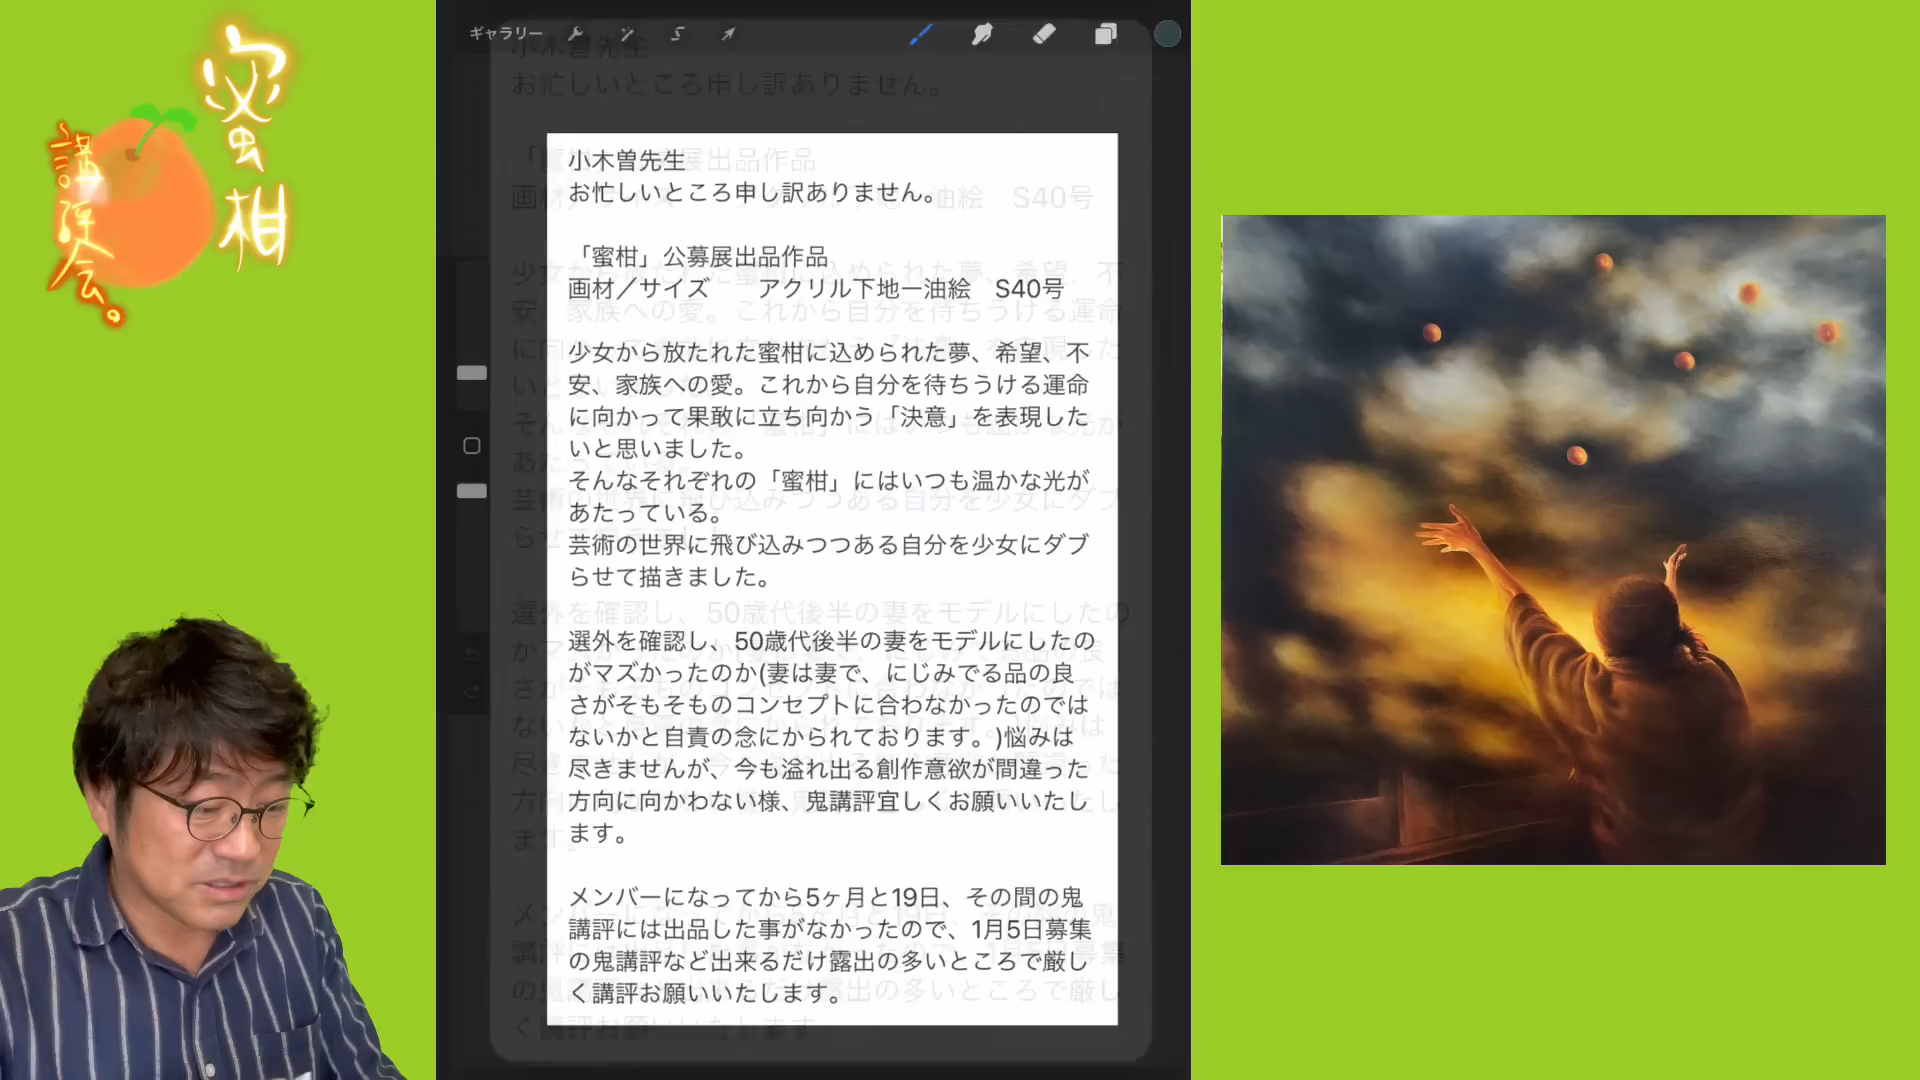 蜜柑
講評会。
ギャラリー
小木曽先生
お忙しいところ申し訳ありません。
「蜜柑」公募展出品作品
画材／サイズ　　アクリル下地ー油絵　S40号
少女から放たれた蜜柑に込められた夢、希望、不
安、家族への愛。これから自分を待ちうける運命
に向かって果敢に立ち向かう「決意」を表現した
いと思いました。
そんなそれぞれの「蜜柑」にはいつも温かな光が
あたっている。
芸術の世界に飛び込みつつある自分を少女にダブ
らせて描きました。
選外を確認し、50歳代後半の妻をモデルにしたの
がマズかったのか(妻は妻で、にじみでる品の良
さがそもそものコンセプトに合わなかったのでは
ないかと自責の念にかられております。)悩みは
尽きませんが、今も溢れ出る創作意欲が間違った
方向に向かわない様、鬼講評宜しくお願いいたし
ます。
メンバーになってから5ヶ月と19日、その間の鬼
講評には出品した事がなかったので、1月5日募集
の鬼講評など出来るだけ露出の多いところで厳し
く講評お願いいたします。